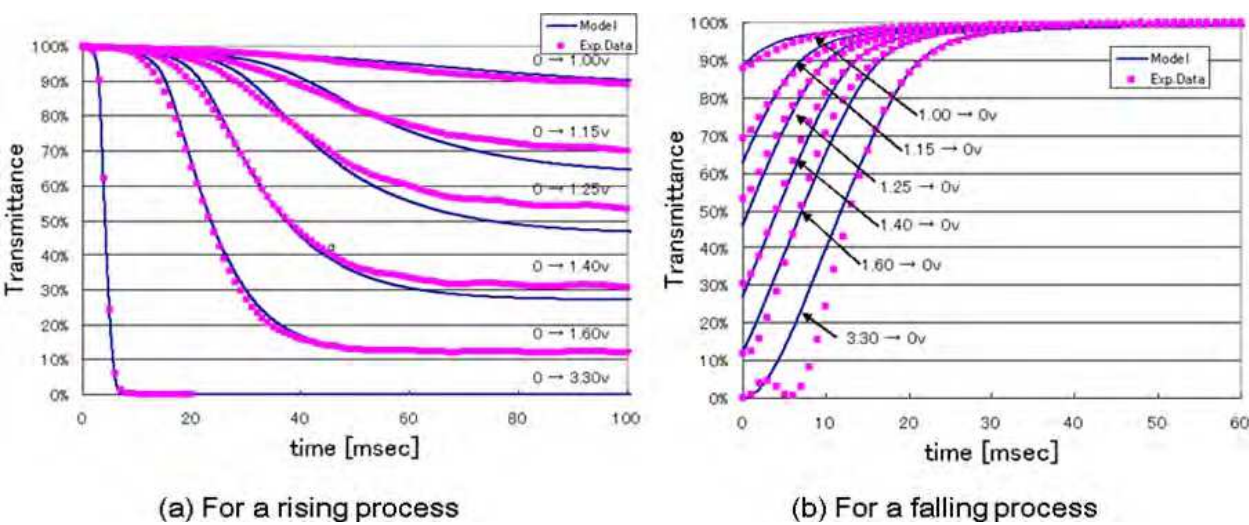 Model
Exp.Data
100%
90%
80%
70%
60%
50%
40%
30%
20%
10%
0%
Transmittance
0 → 1.00v
0 → 1.15v
0 → 1.25v
0 → 1.40v
0 → 1.60v
0 → 3.30v
0 20 40 60 80 100
time [msec]
(a) For a rising process
100%
90%
80%
70%
60%
50%
40%
30%
20%
10%
0%
Transmittance
Model
Exp.Data
1.00 → 0v
1.15 → 0v
1.25 → 0v
1.40 → 0v
1.60 → 0v
3.30 → 0v
0 10 20 30 40 50 60
time [msec]
(b) For a falling process